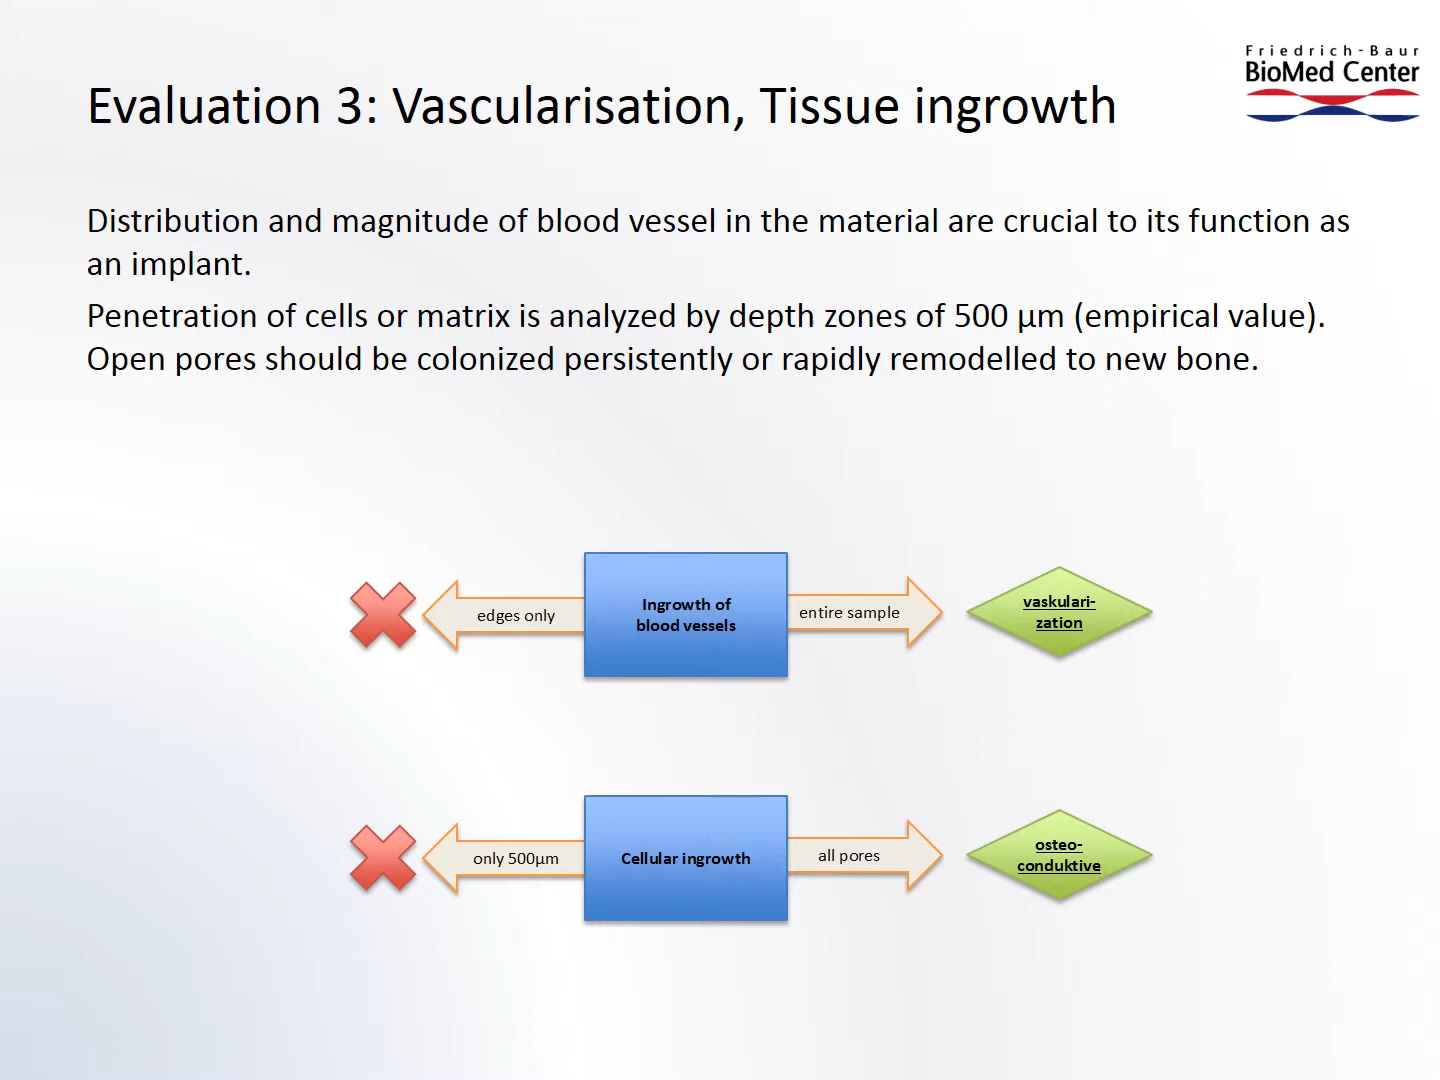 Friedrich-Baur
BioMed Center
Evaluation 3: Vascularisation, Tissue ingrowth
Distribution and magnitude of blood vessel in the material are crucial to its function as
an implant.
Penetration of cells or matrix is analyzed by depth zones of 500 µm (empirical value).
Open pores should be colonized persistently or rapidly remodelled to new bone.
edges only
Ingrowth of
blood vessels
entire sample
vaskulari-
zation
only 500µm
Cellular ingrowth
all pores
osteo-
conduktive